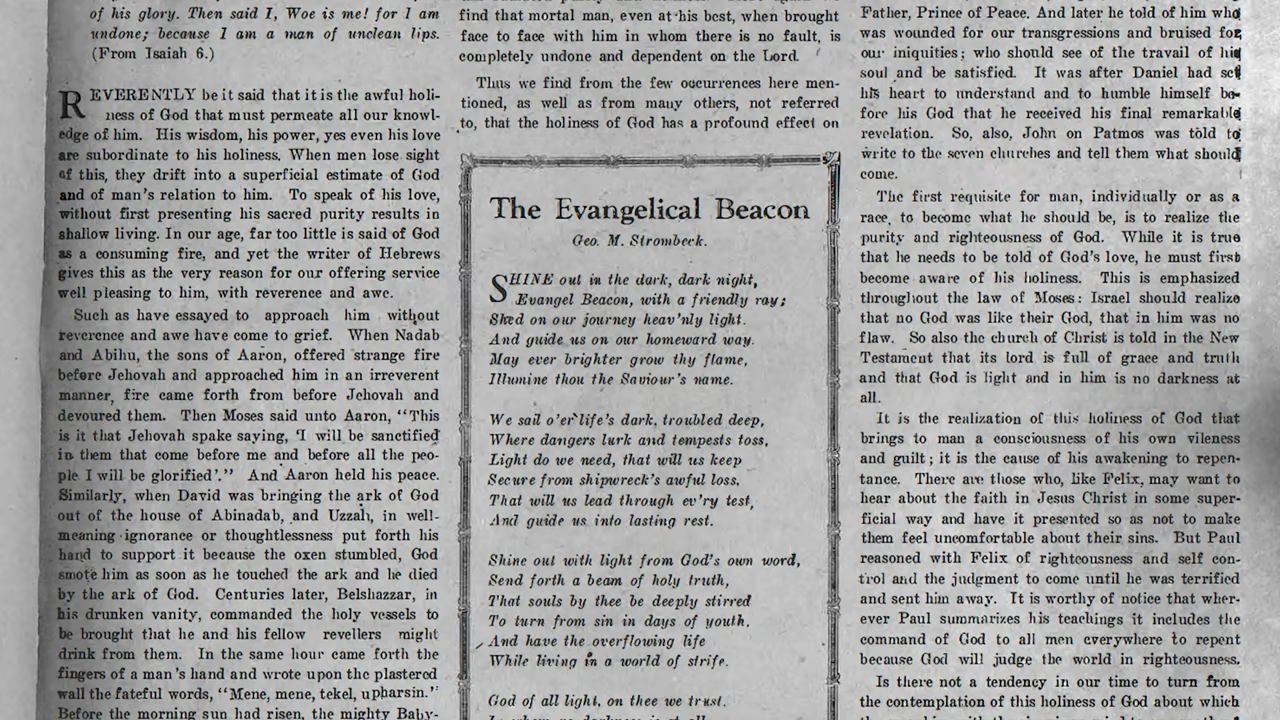 of his glory. Then said I, Woe is me! for I am
undone; because I am a man of unclean lips.
(From Isaiah 6.)
REVERENTLY be it said that it is the awful holi-
ness of God that must permeate all our knowl-
edge of him. His wisdom, his power, yes even his love
are subordinate to his holiness. When men lose sight
of this, they drift into a superficial estimate of God
and of man's relation to him. To speak of his love,
without first presenting his sacred purity results in
shallow living. In our age, far too little is said of God
as a consuming fire, and yet the writer of Hebrews
gives this as the very reason for our offering service
well pleasing to him, with reverence and awe.
Such as have essayed to approach him without
reverence and awe have come to grief. When Nadab
and Abihu, the sons of Aaron, offered strange fire
before Jehovah and approached him in an irreverent
manner, fire came forth from before Jehovah and
devoured them. Then Moses said unto Aaron, "This
is it that Jehovah spake saying, 'I will be sanctified
in them that come before me and before all the peo-
ple I will be glorified'." And Aaron held his peace.
Similarly, when David was bringing the ark of God
out of the house of Abinadab, and Uzzah, in well-
meaning ignorance or thoughtlessness put forth his
hand to support it because the oxen stumbled, God
smote him as soon as he touched the ark and he died
by the ark of God. Centuries later, Belshazzar, in
his drunken vanity, commanded the holy vessels to
be brought that he and his fellow revellers might
drink from them. In the same hour came forth the
fingers of a man's hand and wrote upon the plastered
wall the fateful words, "Mene, mene, tekel, upharsin."
Before the morning sun had risen, the mighty Baby-
find that mortal man, even at his best, when brought
face to face with him in whom there is no fault, is
completely undone and dependent on the Lord.
Thus we find from the few occurrences here men-
tioned, as well as from many others, not referred
to, that the holiness of God has a profound effect on
The Evangelical Beacon
Geo. M. Strombeck.
SHINE out in the dark, dark night,
Evangel Beacon, with a friendly ray;
Shed on our journey heav'nly light.
And guide us on our homeward way.
May ever brighter grow thy flame,
Illumine thou the Saviour's name.
We sail o'er life's dark, troubled deep,
Where dangers lurk and tempests toss,
Light do we need, that will us keep
Secure from shipwreck's awful loss,
That will us lead through ev'ry test,
And guide us into lasting rest.
Shine out with light from God's own word,
Send forth a beam of holy truth,
That souls by thee be deeply stirred
To turn from sin in days of youth,
And have the overflowing life
While living in a world of strife.
God of all light, on thee we trust.
Father, Prince of Peace. And later he told of him who
was wounded for our transgressions and bruised for
our iniquities; who should see of the travail of his
soul and be satisfied. It was after Daniel had set
his heart to understand and to humble himself be-
fore his God that he received his final remarkable
revelation. So, also, John on Patmos was told to
write to the seven churches and tell them what should
come.
The first requisite for man, individually or as a
race, to become what he should be, is to realize the
purity and righteousness of God. While it is true
that he needs to be told of God's love, he must first
become aware of his holiness. This is emphasized
throughout the law of Moses: Israel should realize
that no God was like their God, that in him was no
flaw. So also the church of Christ is told in the New
Testament that its lord is full of grace and truth
and that God is light and in him is no darkness at
all.
It is the realization of this holiness of God that
brings to man a consciousness of his own vileness
and guilt; it is the cause of his awakening to repen-
tance. There are those who, like Felix, may want to
hear about the faith in Jesus Christ in some super-
ficial way and have it presented so as not to make
them feel uncomfortable about their sins. But Paul
reasoned with Felix of righteousness and self con-
trol and the judgment to come until he was terrified
and sent him away. It is worthy of notice that wher-
ever Paul summarizes his teachings it includes the
command of God to all men everywhere to repent
because God will judge the world in righteousness.
Is there not a tendency in our time to turn from
the contemplation of this holiness of God about which